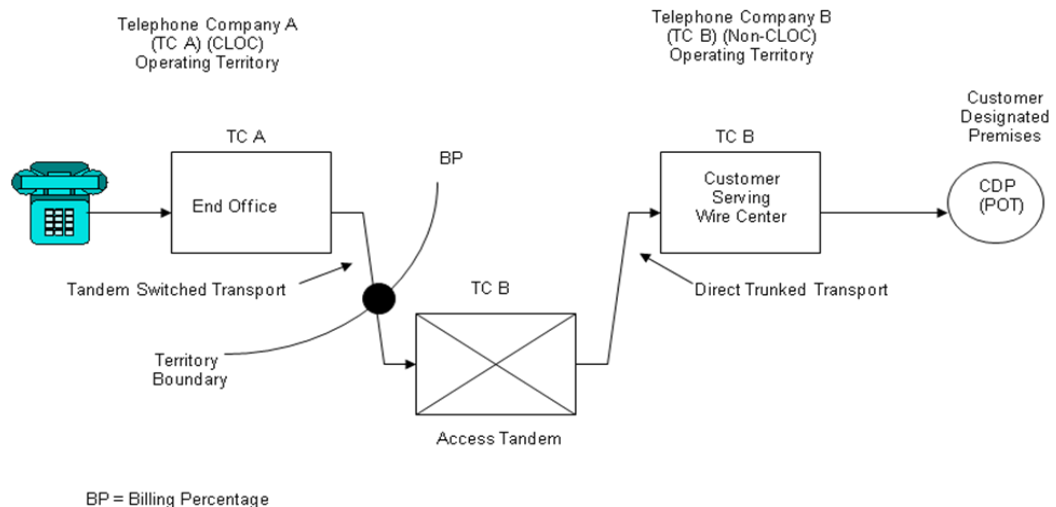 Telephone Company A
(TC A) (CLOC)
Operating Territory
Telephone Company B
(TC B) (Non-CLOC)
Operating Territory
Customer
Designated
Premises
TC A
BP
TC B
End Office
Customer
Serving
Wire Center
CDP
(POT)
Tandem Switched Transport
TC B
Direct Trunked Transport
Territory
Boundary
Access Tandem
BP = Billing Percentage